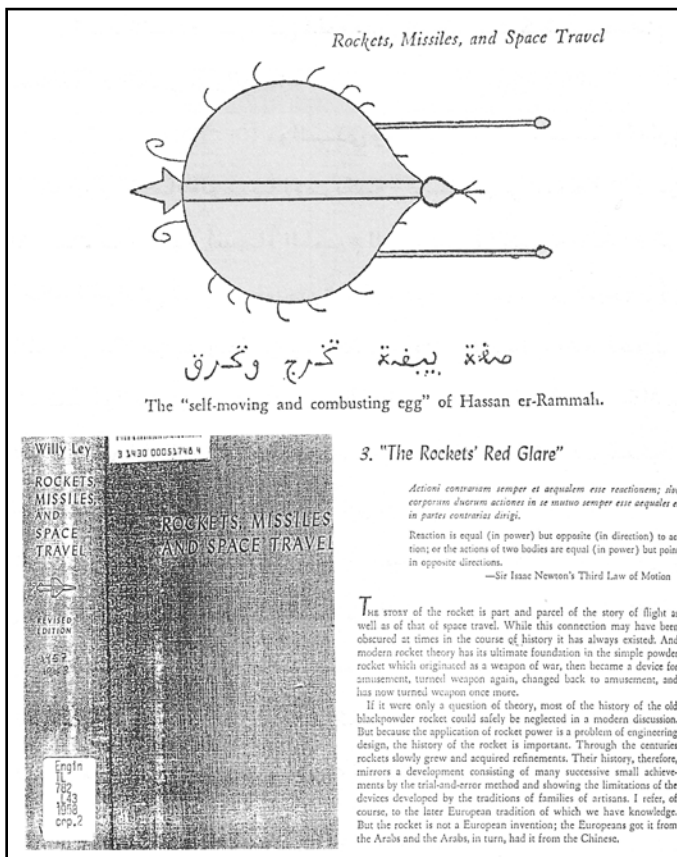 Rockets, Missiles, and Space Travel
صفة بيضة تخرج وتحرق
The "self-moving and combusting egg" of Hassan er-Rammah.
Willy Ley
ROCKETS,
MISSILES,
AND
SPACE
TRAVEL
REVISED
EDITION
Engin
TL
782
L43
1958
3 1430 00051748 4
ROCKETS, MISSILES
AND SPACE TRAVEL
3. "The Rockets' Red Glare"
Actioni contrariam semper et aequalem esse reactionem;
corporum duorum actiones in se mutuo semper esse aequales e
in partes contrarias dirigi.
Reaction is equal (in power) but opposite (in direction) to ac
tion; or the actions of two bodies are equal (in power) but poin
in opposite directions.
—Sir Isaac Newton's Third Law of Motion
THE STORY of the rocket is part and parcel of the story of flight as
well as of that of space travel. While this connection may have been
obscured at times in the course of history it has always existed. And
modern rocket theory has its ultimate foundation in the simple powder
rocket which originated as a weapon of war, then became a device for
amusement, turned weapon again, changed back to amusement, and
has now turned weapon once more.
If it were only a question of theory, most of the history of the old
blackpowder rocket could safely be neglected in a modern discussion.
But because the application of rocket power is a problem of engineering
design, the history of the rocket is important. Through the centuries
rockets slowly grew and acquired refinements. Their history, therefore,
mirrors a development consisting of many successive small achieve-
ments by the trial-and-error method and showing the limitations of the
devices developed by the traditions of families of artisans. I refer, of
course, to the later European tradition of which we have knowledge.
But the rocket is not a European invention; the Europeans got it from
the Arabs and the Arabs, in turn, had it from the Chinese.